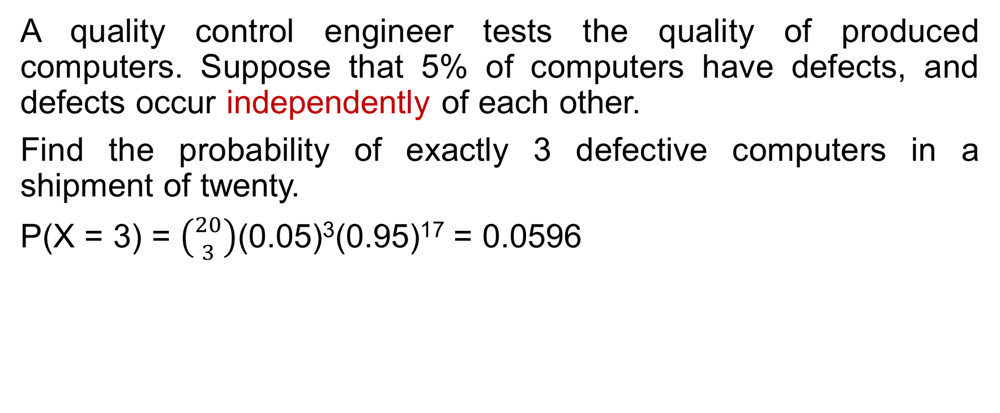 A quality control engineer tests the quality of produced
computers. Suppose that 5% of computers have defects, and
defects occur independently of each other.
Find the probability of exactly 3 defective computers in a
shipment of twenty.
P(X = 3) = (20 3)(0.05)³(0.95)¹⁷ = 0.0596